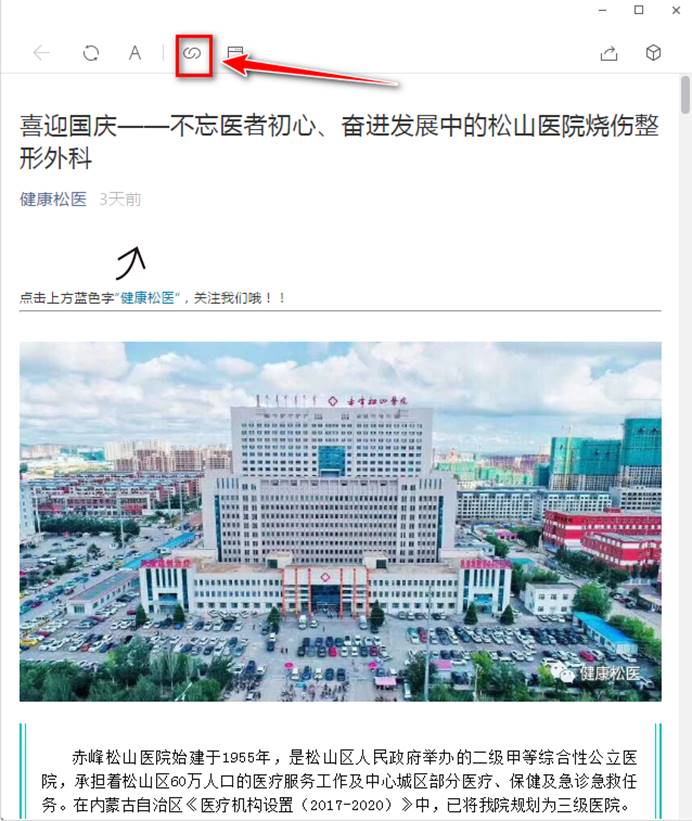 A
喜迎国庆——不忘医者初心、奋进发展中的松山医院烧伤整
形外科
健康松医 3天前
点击上方蓝色字“健康松医”，关注我们哦！！
赤峰松山医院
健康松医
赤峰松山医院始建于1955年，是松山区人民政府举办的二级甲等综合性公立医
院，承担着松山区60万人口的医疗服务工作及中心城区部分医疗、保健及急诊急救任
务。在内蒙古自治区《医疗机构设置（2017-2020）》中，已将我院规划为三级医院。